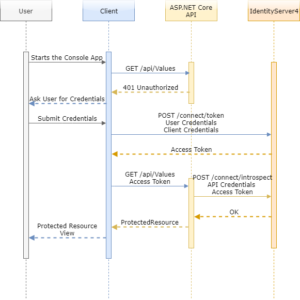 User
Client
ASP.NET Core
API
IdentityServer4
Starts the Console App
GET /api/Values
401 Unauthorized
Ask User for Credentials
Submit Credentials
POST /connect/token
User Credentials
Client Credentials
Access Token
GET /api/Values
Access Token
POST /connect/introspect
API Credentials
Access Token
OK
ProtectedResource
Protected Resource
View